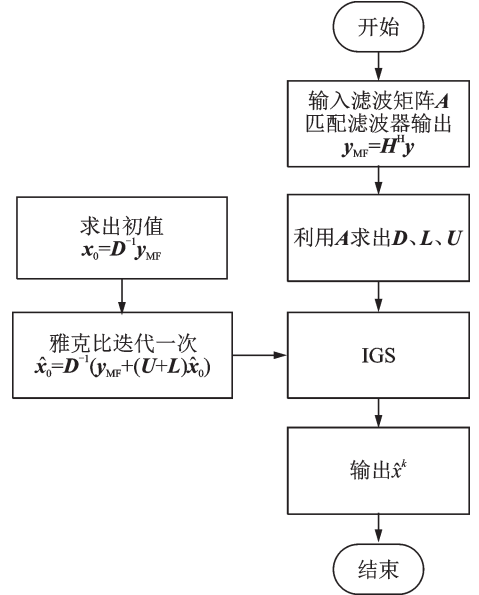 开始
输入滤波矩阵A
匹配滤波器输出
y_MF=H^H y
利用A求出D、L、U
求出初值
x_0=D^{-1}y_MF
雅克比迭代一次
x̂_0=D^{-1}(y_MF+(U+L)x̂_0)
IGS
输出x̂^k
结束